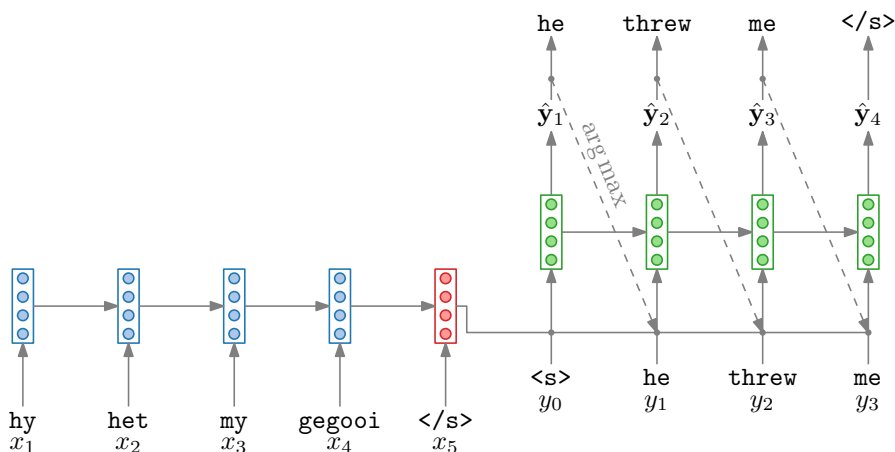 he threw me </s>
ŷ₁ ŷ₂ ŷ₃ ŷ₄
arg max
<s> he threw me
y₀ y₁ y₂ y₃
hy het my gegooi </s>
x₁ x₂ x₃ x₄ x₅